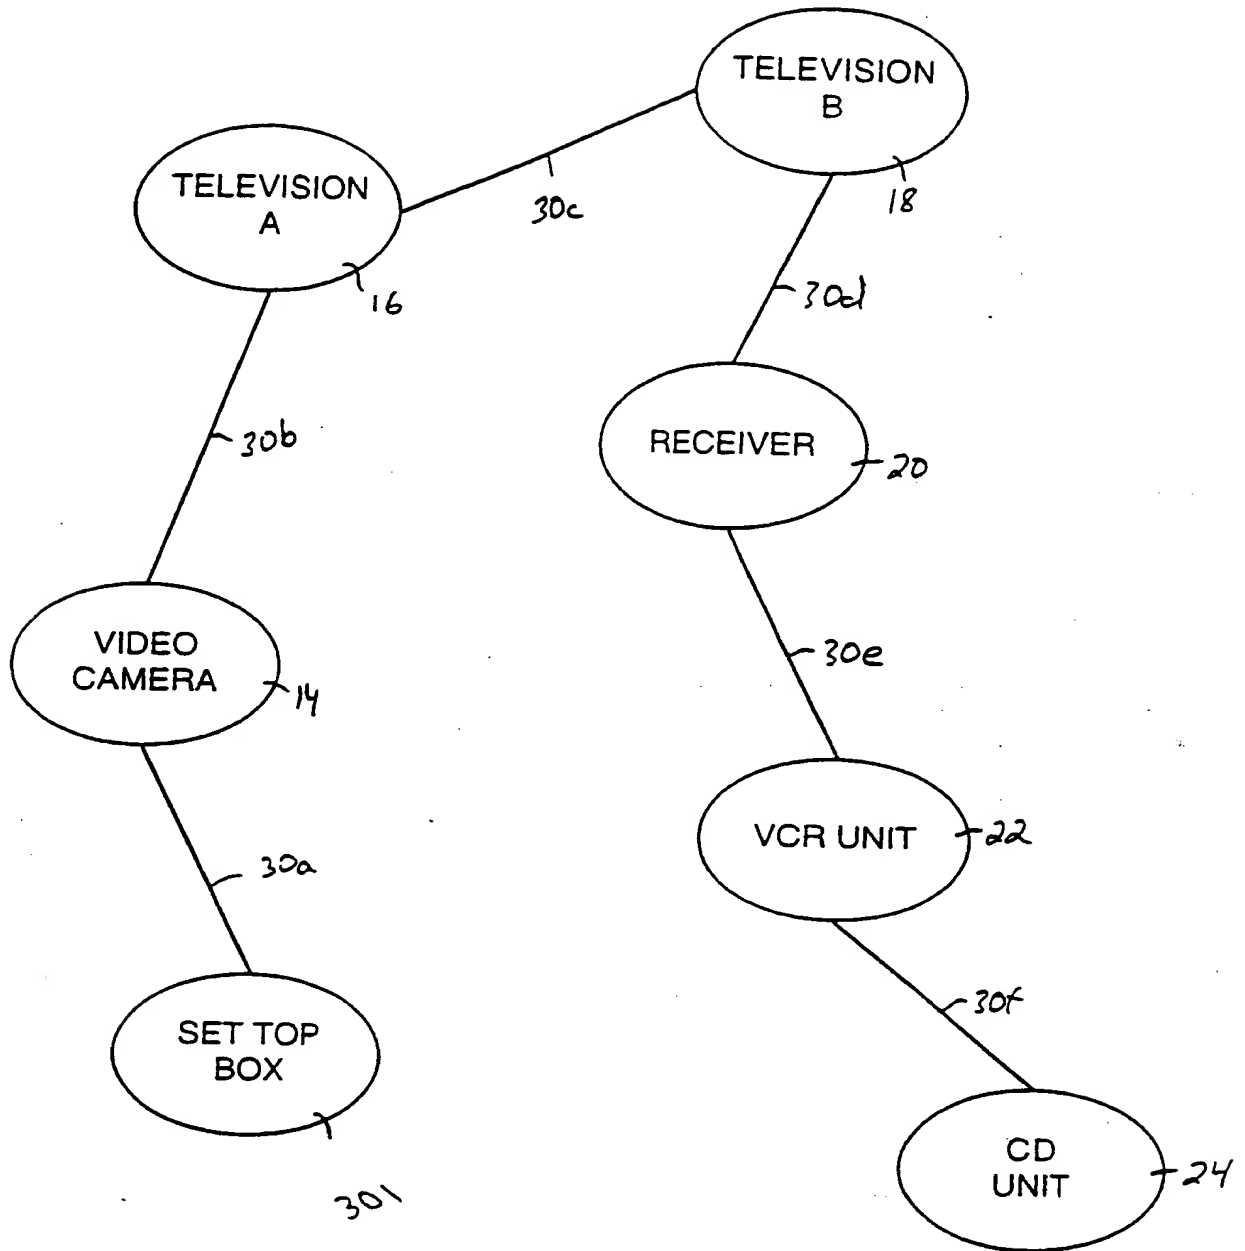 TELEVISION
B
18
TELEVISION
A
16
30c
30d
RECEIVER
20
30b
30e
VIDEO
CAMERA
14
VCR UNIT
22
30a
30f
SET TOP
BOX
301
CD
UNIT
24